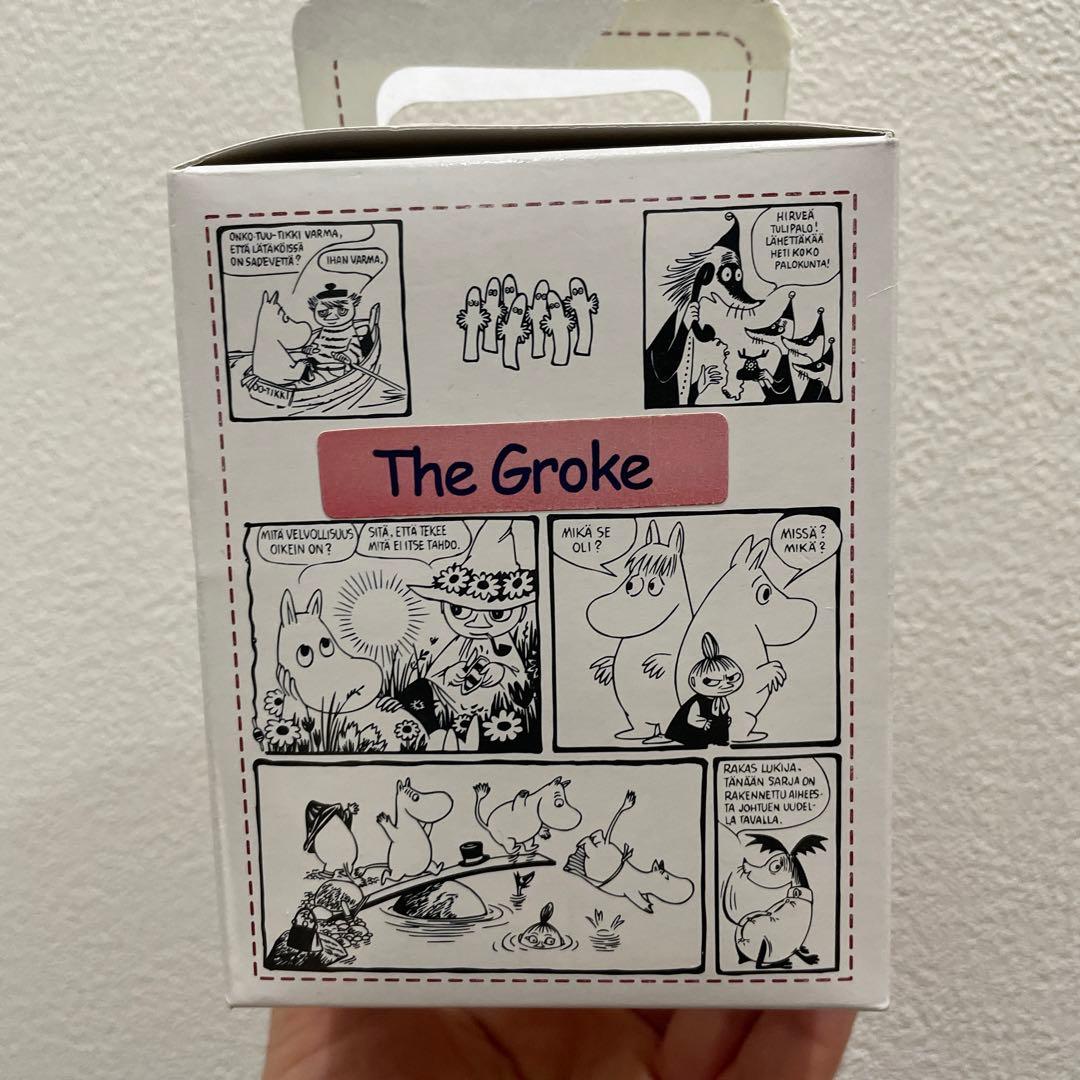 ONKO TUU-TIKKI VARMA,
ETTÄ LÄTÄKÖISSÄ
ON SADEVETTÄ?
IHAN VARMA.
OO-TIKKI
HIRVEÄ
TULIPALO!
LÄHETTÄKÄÄ
HETI KOKO
PALOKUNTA!
The Groke
MITÄ VELVOLLISUUS
OIKEIN ON?
SITÄ, ETTÄ TEKEE
MITÄ EI ITSE TAHDO.
MIKÄ SE
OLI?
MISSÄ?
MIKÄ?
RAKAS LUKIJA.
TÄNÄÄN SARJA ON
RAKENNETTU AIHEES-
TA JOHTUEN UUDEL-
LA TAVALLA.